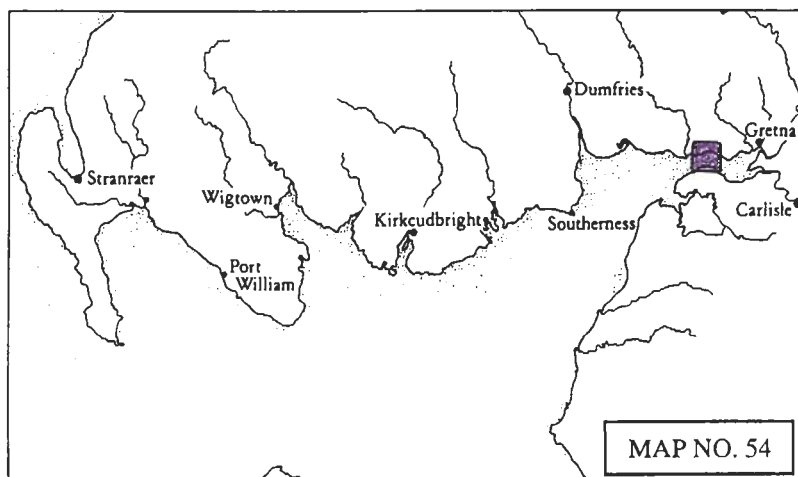 Dumfries
Gretna
Stranraer
Wigtown
Kirkcudbright
Southerness
Carlisle
Port
William
MAP NO. 54